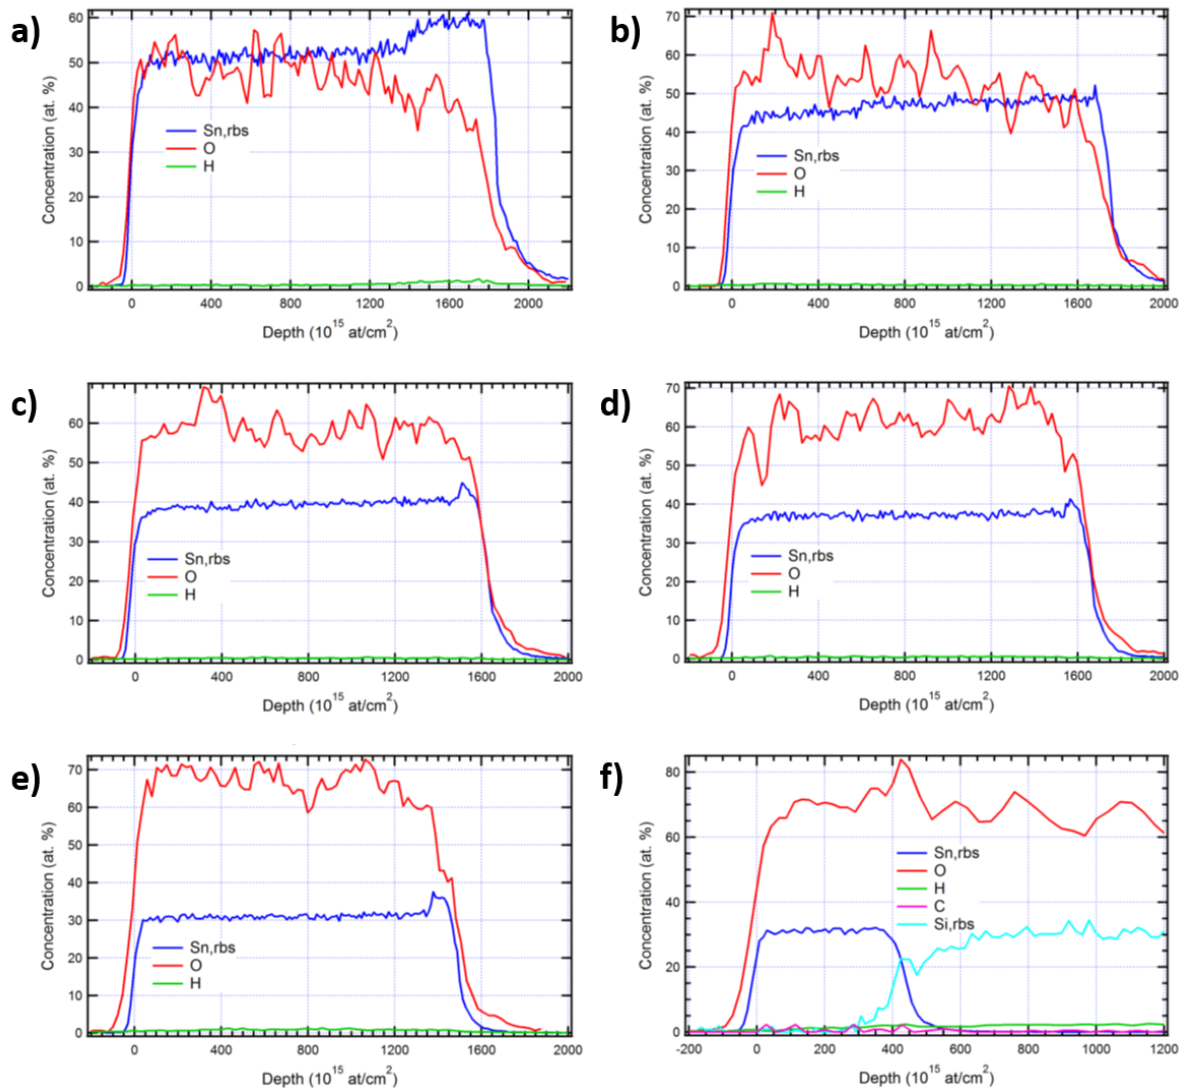 a)
Concentration (at. %)
60
50
40
30
20
10
0
Sn,rbs
O
H
0 400 800 1200 1600 2000
Depth (10¹⁵ at/cm²)
b)
Concentration (at. %)
70
60
50
40
30
20
10
0
Sn,rbs
O
H
0 400 800 1200 1600 2000
Depth (10¹⁵ at/cm²)
c)
Concentration (at. %)
60
50
40
30
20
10
0
Sn,rbs
O
H
0 400 800 1200 1600 2000
Depth (10¹⁵ at/cm²)
d)
Concentration (at. %)
70
60
50
40
30
20
10
0
Sn,rbs
O
H
0 400 800 1200 1600 2000
Depth (10¹⁵ at/cm²)
e)
Concentration (at. %)
70
60
50
40
30
20
10
0
Sn,rbs
O
H
0 400 800 1200 1600 2000
Depth (10¹⁵ at/cm²)
f)
Concentration (at. %)
80
60
40
20
0
Sn,rbs
O
H
C
Si,rbs
-200 0 200 400 600 800 1000 1200
Depth (10¹⁵ at/cm²)